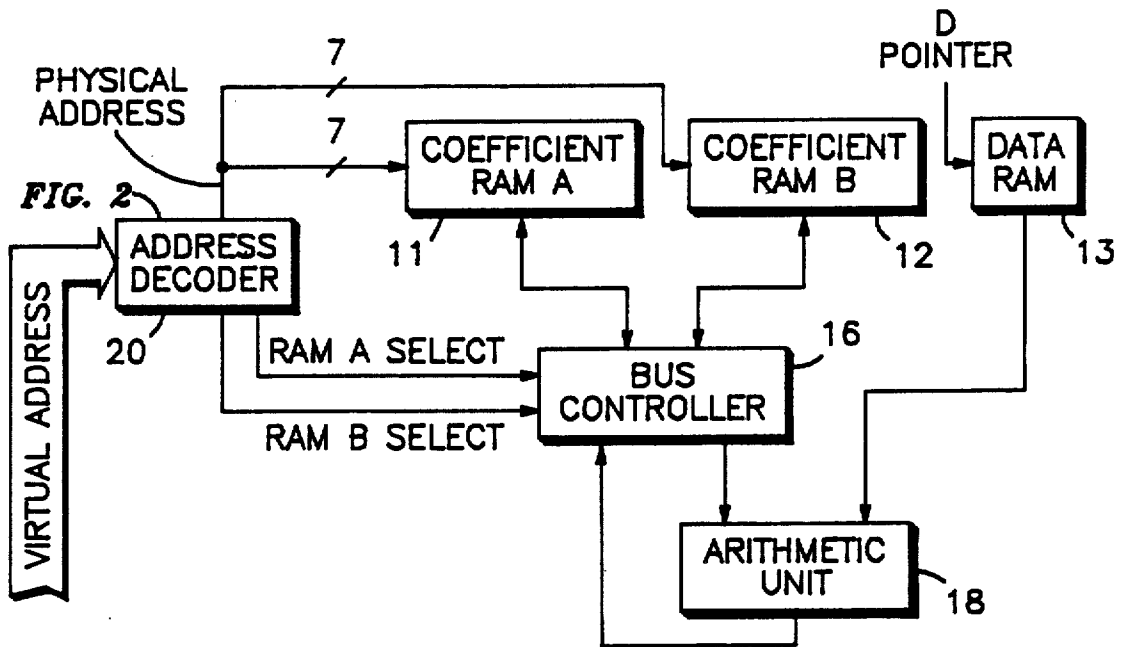 D
POINTER
7
PHYSICAL
ADDRESS
7
COEFFICIENT
RAM A
COEFFICIENT
RAM B
DATA
RAM
FIG. 2
ADDRESS
DECODER
11
12
13
20
VIRTUAL ADDRESS
RAM A SELECT
RAM B SELECT
BUS
CONTROLLER
16
ARITHMETIC
UNIT
18